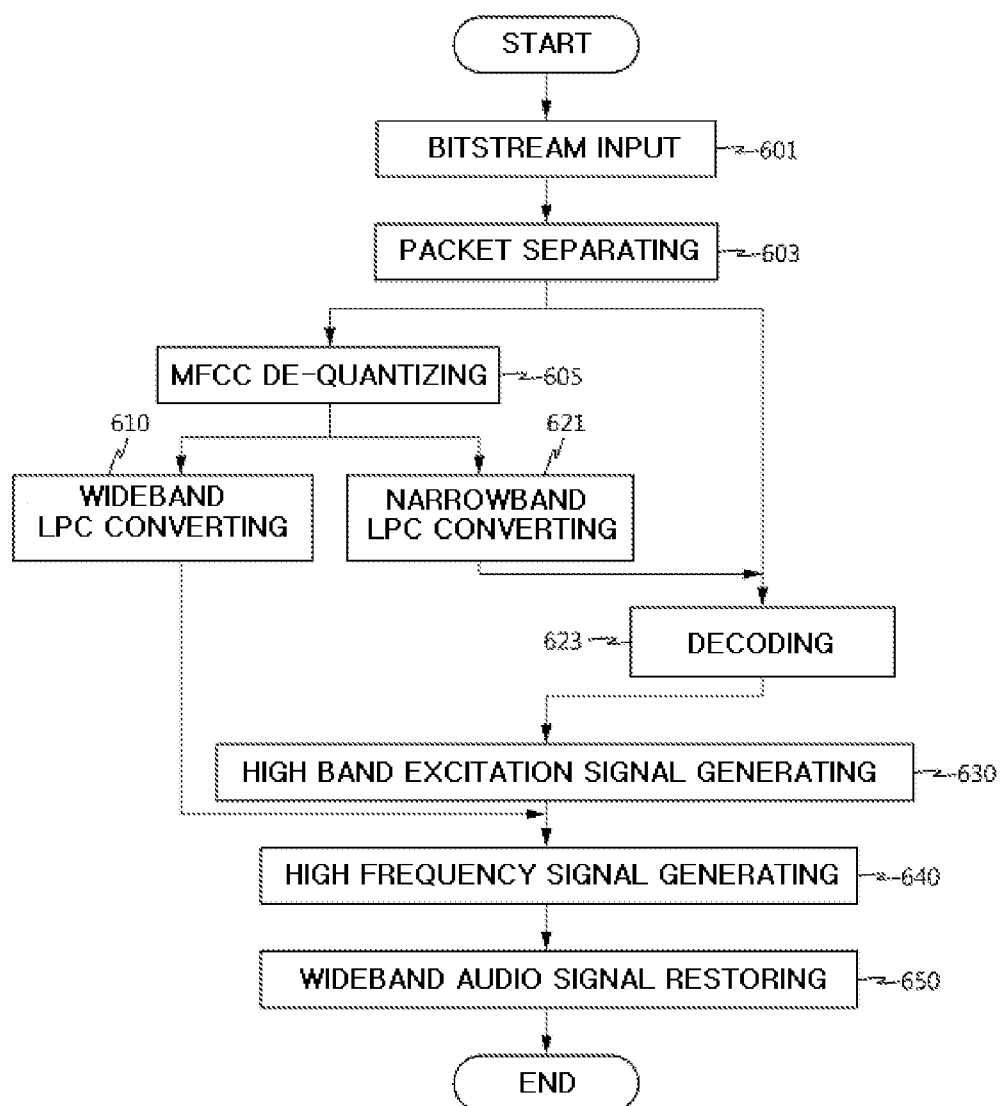 START
BITSTREAM INPUT
601
PACKET SEPARATING
603
MFCC DE-QUANTIZING
605
610
621
WIDEBAND
LPC CONVERTING
NARROWBAND
LPC CONVERTING
623
DECODING
HIGH BAND EXCITATION SIGNAL GENERATING
630
HIGH FREQUENCY SIGNAL GENERATING
640
WIDEBAND AUDIO SIGNAL RESTORING
650
END